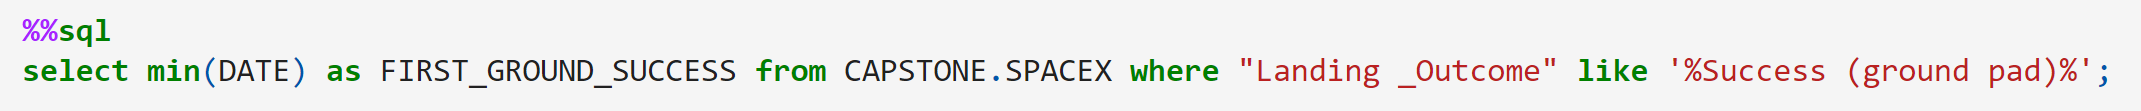 %%sql
select min(DATE) as FIRST_GROUND_SUCCESS from CAPSTONE.SPACEX where "Landing _Outcome" like '%Success (ground pad)%';